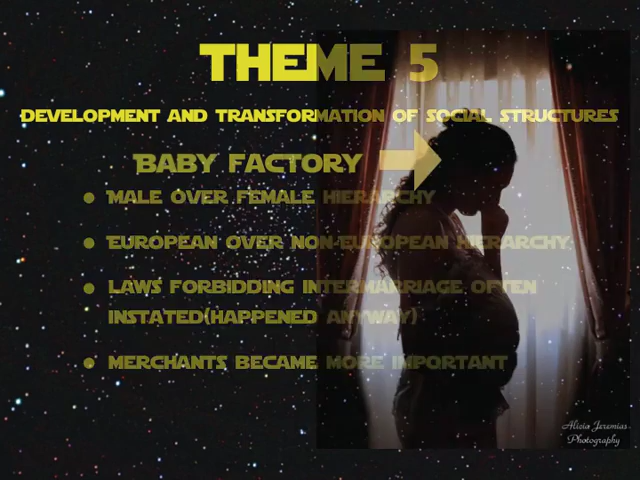 THEME 5
DEVELOPMENT AND TRANSFORMATION OF SOCIAL STRUCTURES
BABY FACTORY
• MALE OVER FEMALE HIERARCHY
• EUROPEAN OVER NON-EUROPEAN HIERARCHY
• LAWS FORBIDDING INTERMARRIAGE OFTEN
INSTATED(HAPPENED ANYWAY)
• MERCHANTS BECAME MORE IMPORTANT
Alicia Jeremias
Photography